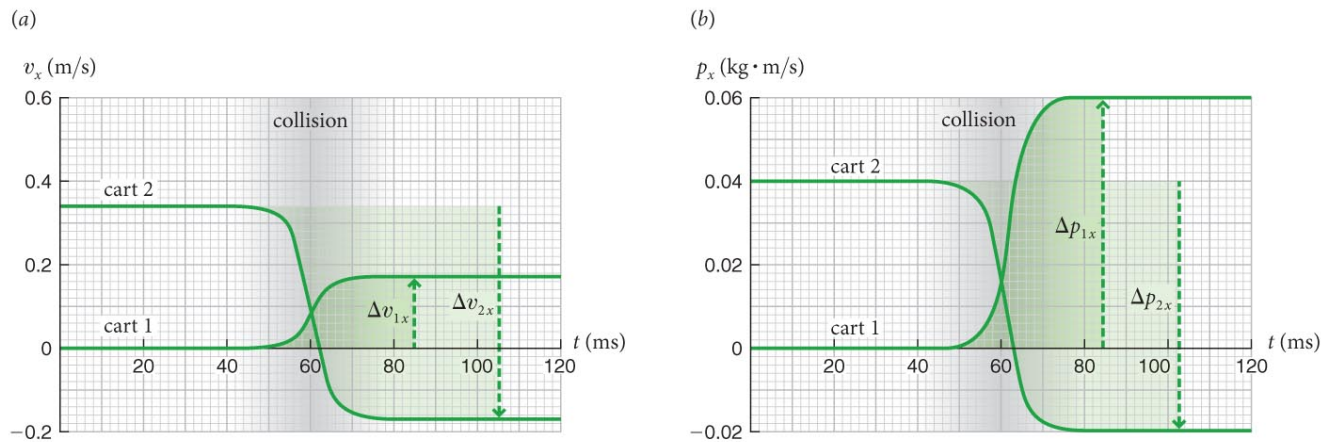 (a)
v_x (m/s)
0.6
collision
0.4
cart 2
0.2
Δv_1x
Δv_2x
cart 1
0
t (ms)
20
40
60
80
100
120
−0.2
(b)
p_x (kg · m/s)
0.06
collision
cart 2
0.04
Δp_1x
0.02
Δp_2x
cart 1
0
t (ms)
20
40
60
80
100
120
−0.02